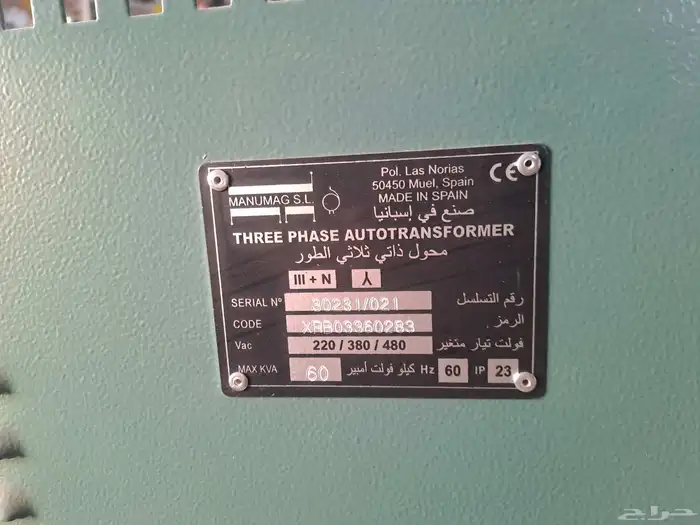 MANUMAG S.L.
Pol. Las Norias
50450 Muel, Spain
MADE IN SPAIN
صنع في إسبانيا
CE
THREE PHASE AUTOTRANSFORMER
محول ذاتي ثلاثي الطور
III + N
SERIAL Nº 30231/021 رقم التسلسل
CODE XRB03360283 الرمز
Vac 220 / 380 / 480 فولت تيار متغير
MAX KVA 60 كيلو فولت أمبير Hz 60 IP 23
حراج